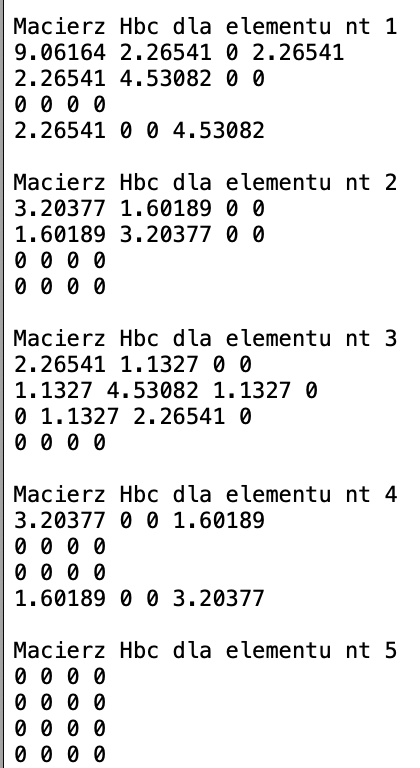 Macierz Hbc dla elementu nt 1
9.06164 2.26541 0 2.26541
2.26541 4.53082 0 0
0 0 0 0
2.26541 0 0 4.53082
Macierz Hbc dla elementu nt 2
3.20377 1.60189 0 0
1.60189 3.20377 0 0
0 0 0 0
0 0 0 0
Macierz Hbc dla elementu nt 3
2.26541 1.1327 0 0
1.1327 4.53082 1.1327 0
0 1.1327 2.26541 0
0 0 0 0
Macierz Hbc dla elementu nt 4
3.20377 0 0 1.60189
0 0 0 0
0 0 0 0
1.60189 0 0 3.20377
Macierz Hbc dla elementu nt 5
0 0 0 0
0 0 0 0
0 0 0 0
0 0 0 0